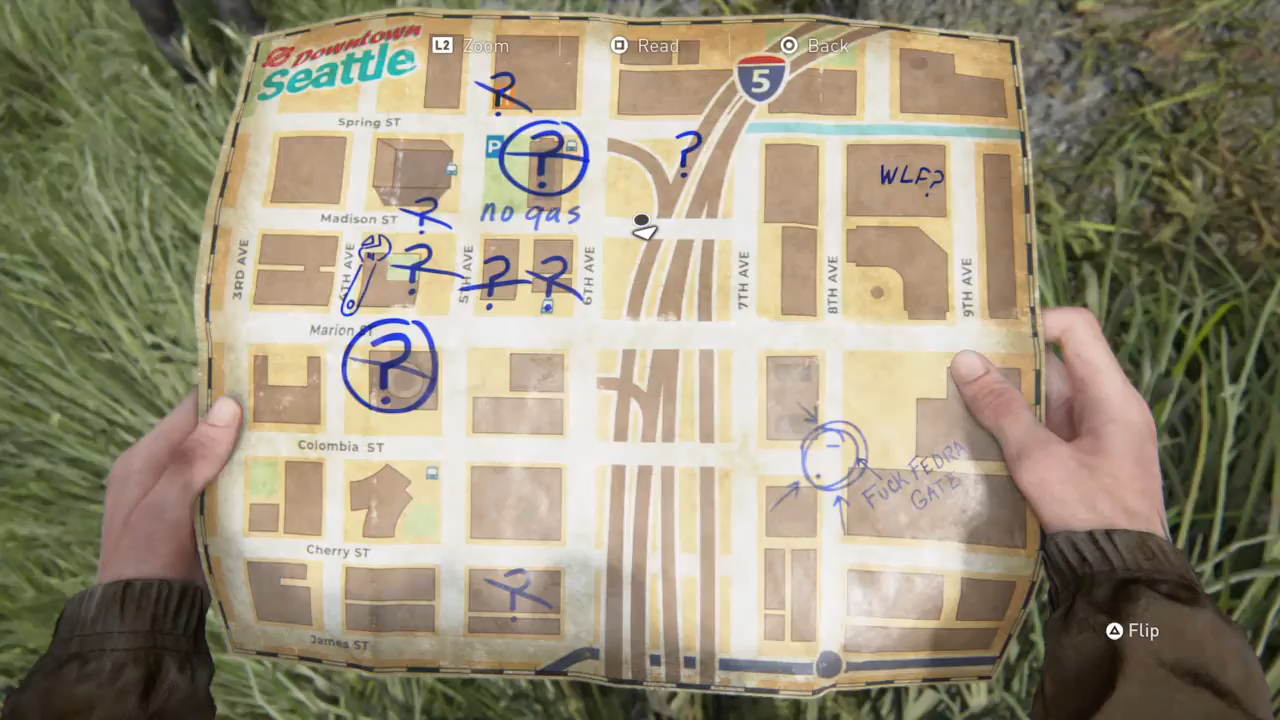 L2 Zoom
Read
Back
Downtown
Seattle
5
?
Spring ST
P
?
?
WLF?
no gas
Madison ST
?
3RD AVE
5TH AVE
6TH AVE
7TH AVE
8TH AVE
9TH AVE
?
?
?
Marion ST
?
Colombia ST
FUCK FEDRA
GATE
Cherry ST
?
James ST
Flip